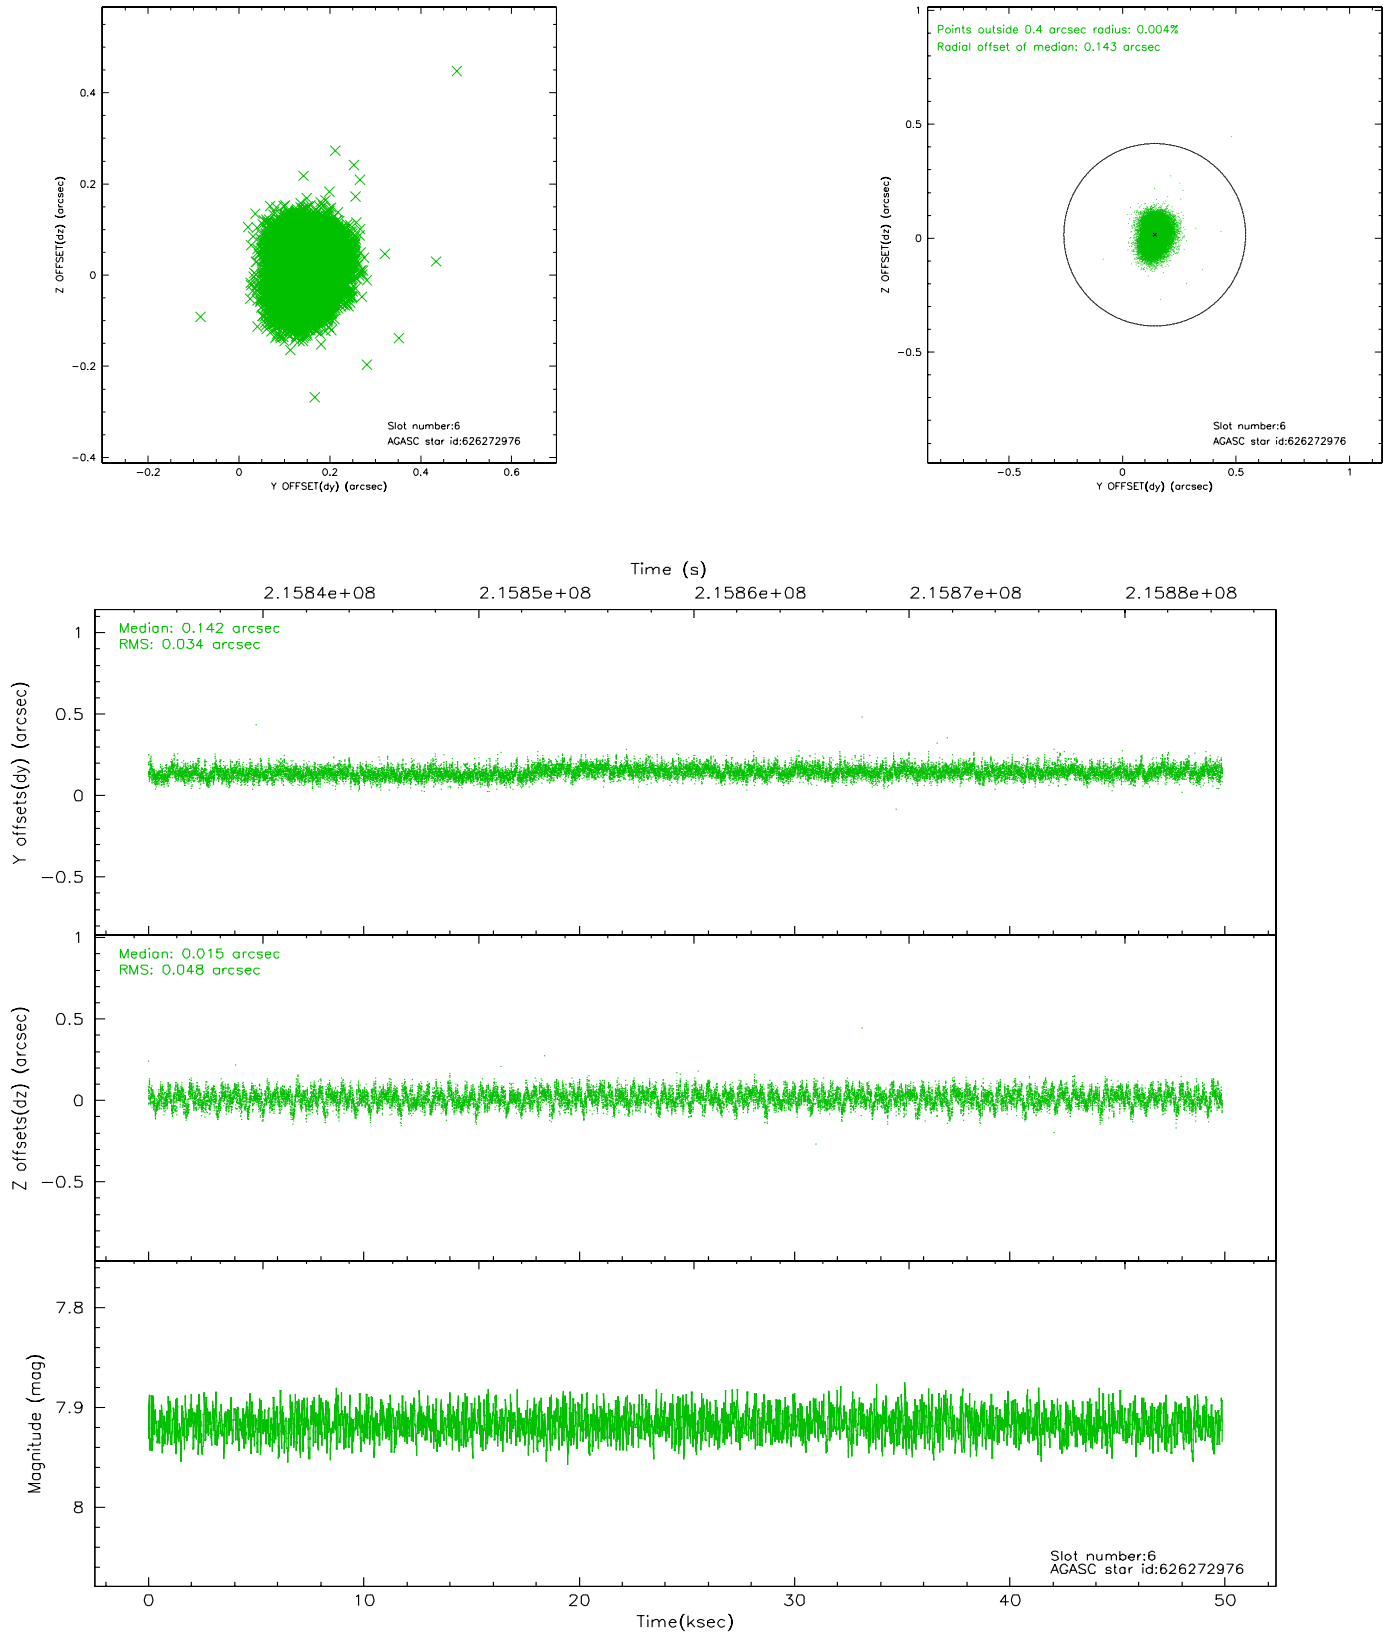 0.4
0.2
0
−0.2
−0.4
Z OFFSET(dz) (arcsec)
Slot number:6
AGASC star id:626272976
−0.2 0 0.2 0.4 0.6
Y OFFSET(dy) (arcsec)
Points outside 0.4 arcsec radius: 0.004%
Radial offset of median: 0.143 arcsec
1
0.5
0
−0.5
Z OFFSET(dz) (arcsec)
Slot number:6
AGASC star id:626272976
−0.5 0 0.5 1
Y OFFSET(dy) (arcsec)
Time (s)
2.1584e+08 2.1585e+08 2.1586e+08 2.1587e+08 2.1588e+08
Median: 0.142 arcsec
RMS: 0.034 arcsec
1
0.5
0
−0.5
Y offsets(dy) (arcsec)
Median: 0.015 arcsec
RMS: 0.048 arcsec
1
0.5
0
−0.5
Z offsets(dz) (arcsec)
7.8
7.9
8
Magnitude (mag)
Slot number:6
AGASC star id:626272976
0 10 20 30 40 50
Time(ksec)